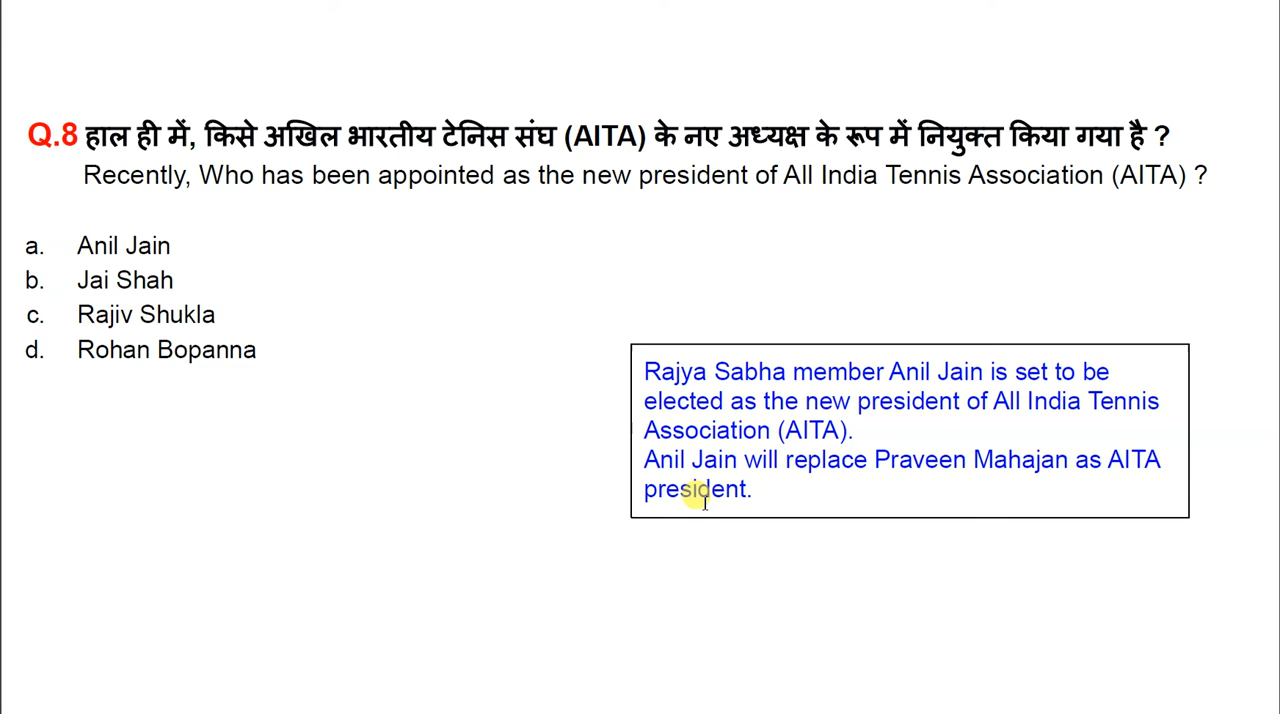 Q.8 हाल ही में, किसे अखिल भारतीय टेनिस संघ (AITA) के नए अध्यक्ष के रूप में नियुक्त किया गया है ?
Recently, Who has been appointed as the new president of All India Tennis Association (AITA) ?
a. Anil Jain
b. Jai Shah
c. Rajiv Shukla
d. Rohan Bopanna
Rajya Sabha member Anil Jain is set to be
elected as the new president of All India Tennis
Association (AITA).
Anil Jain will replace Praveen Mahajan as AITA
president.